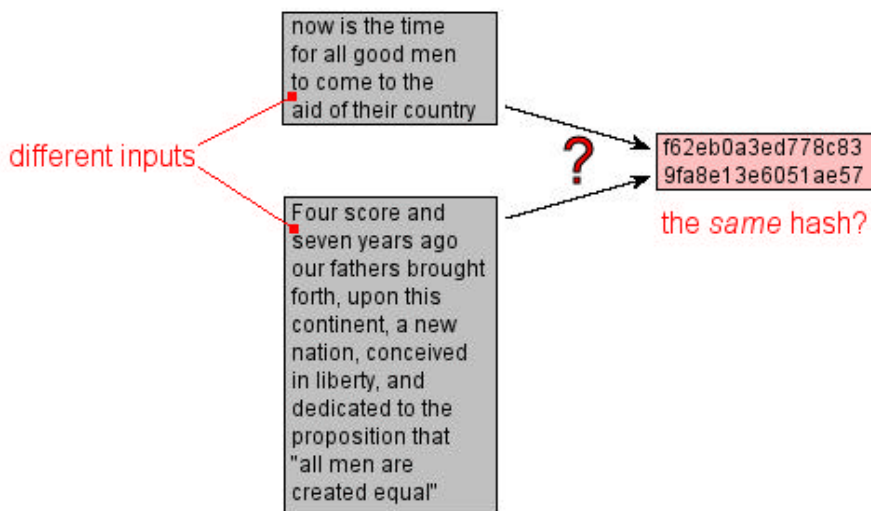 now is the time
for all good men
to come to the
aid of their country
different inputs
?
f62eb0a3ed778c83
9fa8e13e6051ae57
the same hash?
Four score and
seven years ago
our fathers brought
forth, upon this
continent, a new
nation, conceived
in liberty, and
dedicated to the
proposition that
"all men are
created equal"